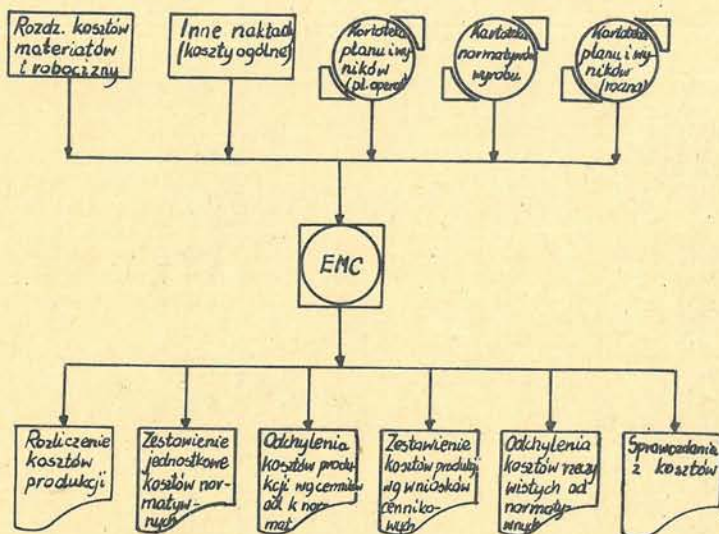 Rozdz. kosztów
materiałów
i robocizny
Inne nakłady
(koszty ogólne)
Kartoteka
planu i wy-
ników
(pl. operat)
Kartoteka
normatywów
wyrobu
Kartoteka
planu i wy-
ników
(roczna)
EMC
Rozliczenie
kosztów
produkcji
Zestawienie
jednostkowe
kosztów nor-
matyw-
nych
Odchylenia
kosztów produ-
kcji wg cenników
od k. nor-
mat.
Zestawienie
kosztów produkcji
wg wniosków
cenniko-
wych
Odchylenia
kosztów rzeczy
wistych od
normaty-
wnych
Sprawozdania
z kosztów